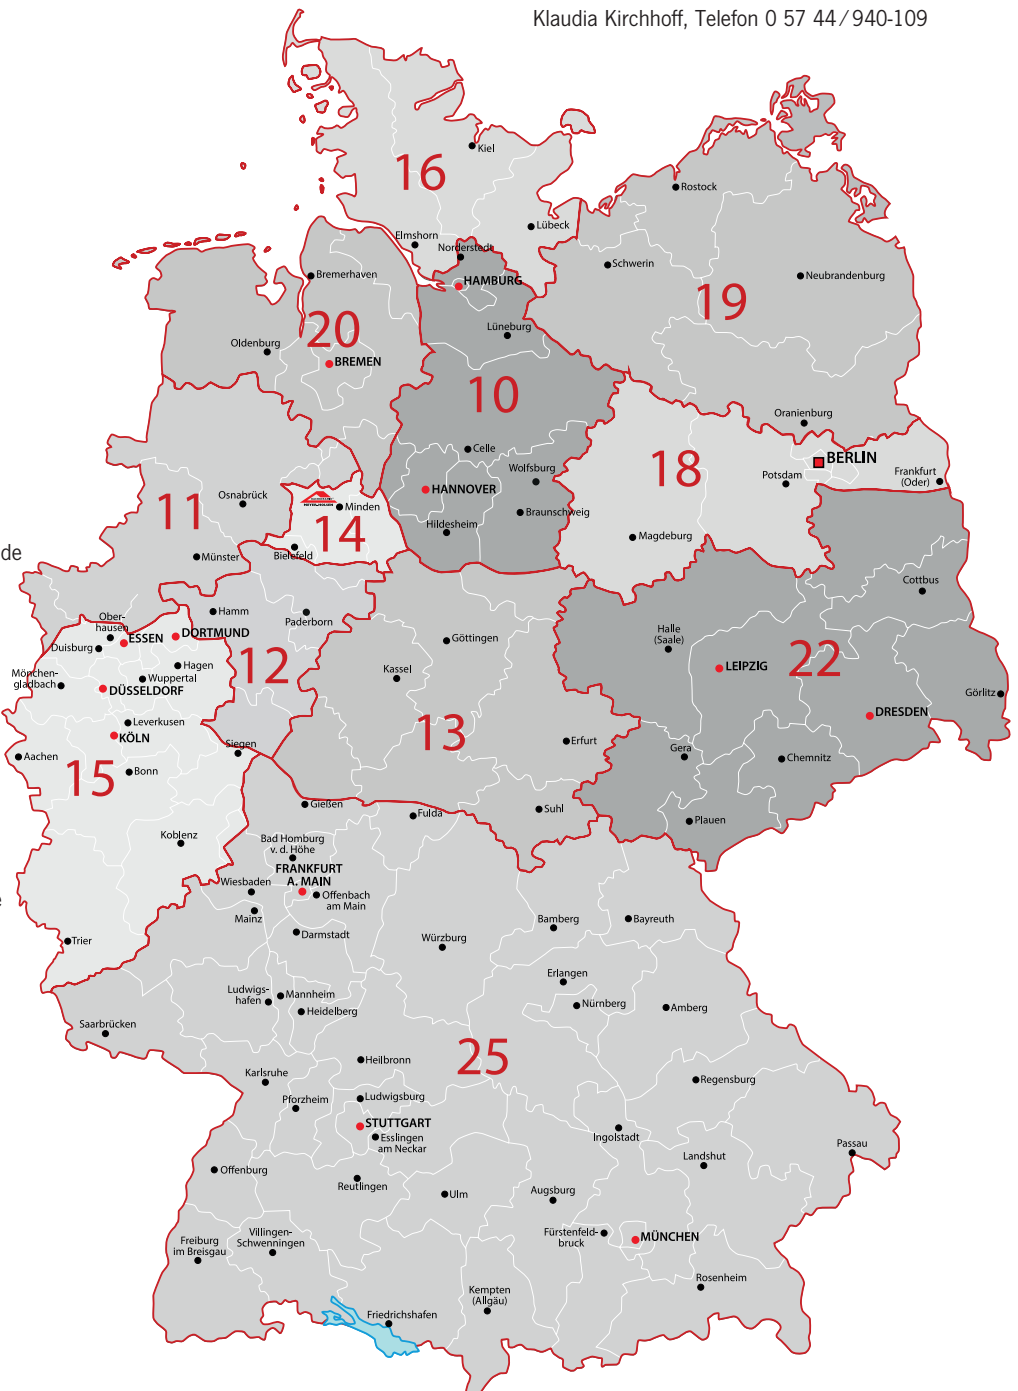 Klaudia Kirchhoff, Telefon 0 57 44/940-109
Kiel
16
Rostock
Lübeck
Elmshorn
Norderstedt
Schwerin
Bremerhaven
Neubrandenburg
HAMBURG
19
20
Lüneburg
Oldenburg
BREMEN
10
Oranienburg
Celle
BERLIN
18
Wolfsburg
Potsdam
Frankfurt
(Oder)
HANNOVER
Osnabrück
11
Minden
Braunschweig
14
Hildesheim
Magdeburg
de
Münster
Bielefeld
Cottbus
Hamm
Ober-
hausen
Paderborn
ESSEN
DORTMUND
Duisburg
Göttingen
Halle
(Saale)
22
Hagen
12
LEIPZIG
Mönchen-
gladbach
Wuppertal
Kassel
DÜSSELDORF
Görlitz
Leverkusen
DRESDEN
KÖLN
13
Siegen
Erfurt
Gera
Aachen
Chemnitz
15
Bonn
Gießen
Fulda
Suhl
Plauen
Koblenz
Bad Homburg
v. d. Höhe
FRANKFURT
A. MAIN
Wiesbaden
Offenbach
am Main
e
Mainz
Bamberg
Bayreuth
Darmstadt
Würzburg
Trier
Erlangen
Ludwigs-
hafen
Mannheim
Heidelberg
Nürnberg
Amberg
Saarbrücken
25
Heilbronn
Karlsruhe
Regensburg
Pforzheim
Ludwigsburg
STUTTGART
Esslingen
am Neckar
Ingolstadt
Passau
Landshut
Offenburg
Reutlingen
Ulm
Augsburg
Villingen-
Schwenningen
Fürstenfeld-
bruck
MÜNCHEN
Freiburg
im Breisgau
Rosenheim
Kempten
(Allgäu)
Friedrichshafen